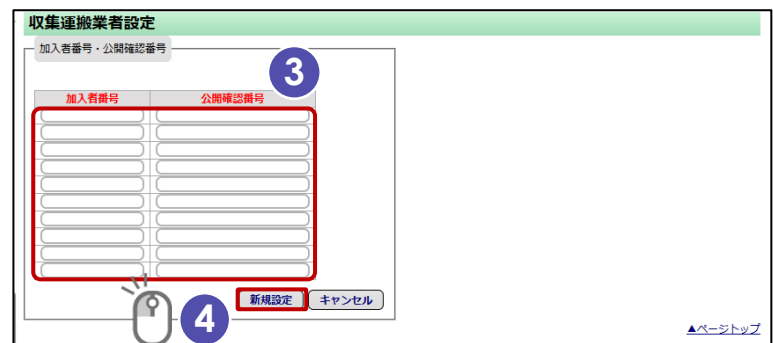 収集運搬業者設定
加入者番号・公開確認番号
3
加入者番号 公開確認番号
新規設定 キャンセル
4
▲ページトップ